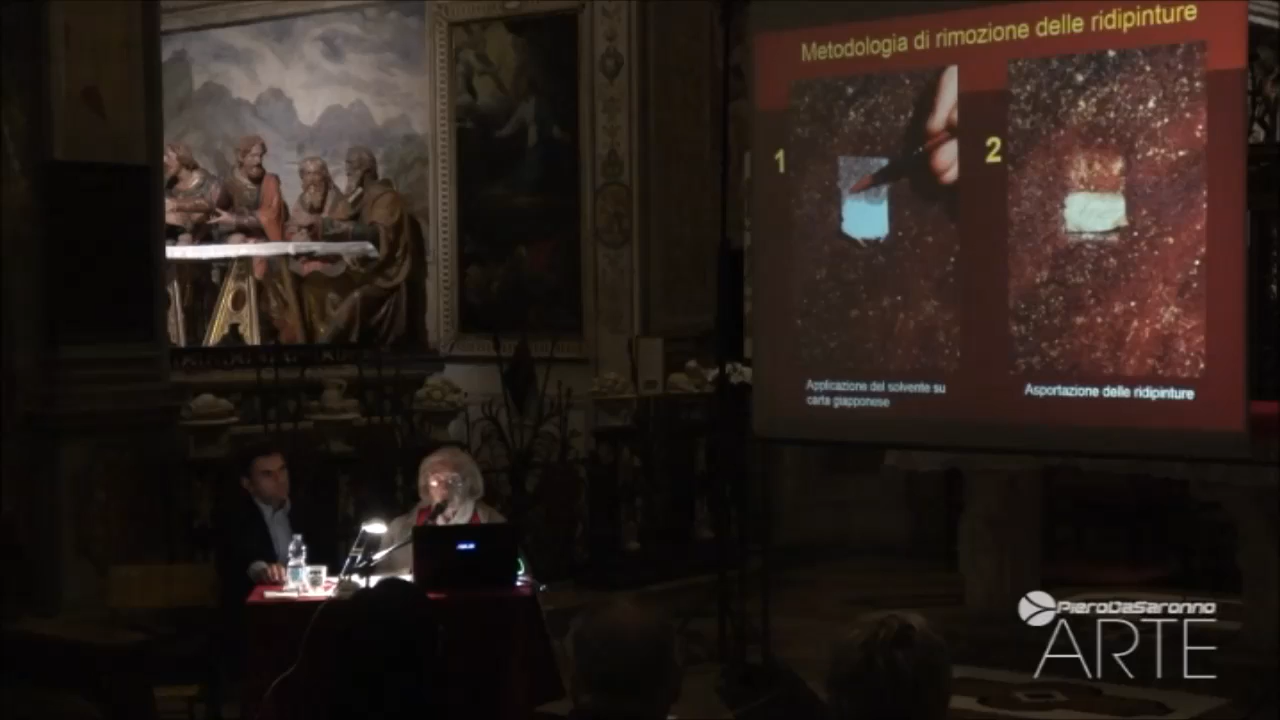 Metodologia di rimozione delle ridipinture
1
2
Applicazione del solvente su
carta giapponese
Asportazione delle ridipinture
PieroDaSaronno
ARTE